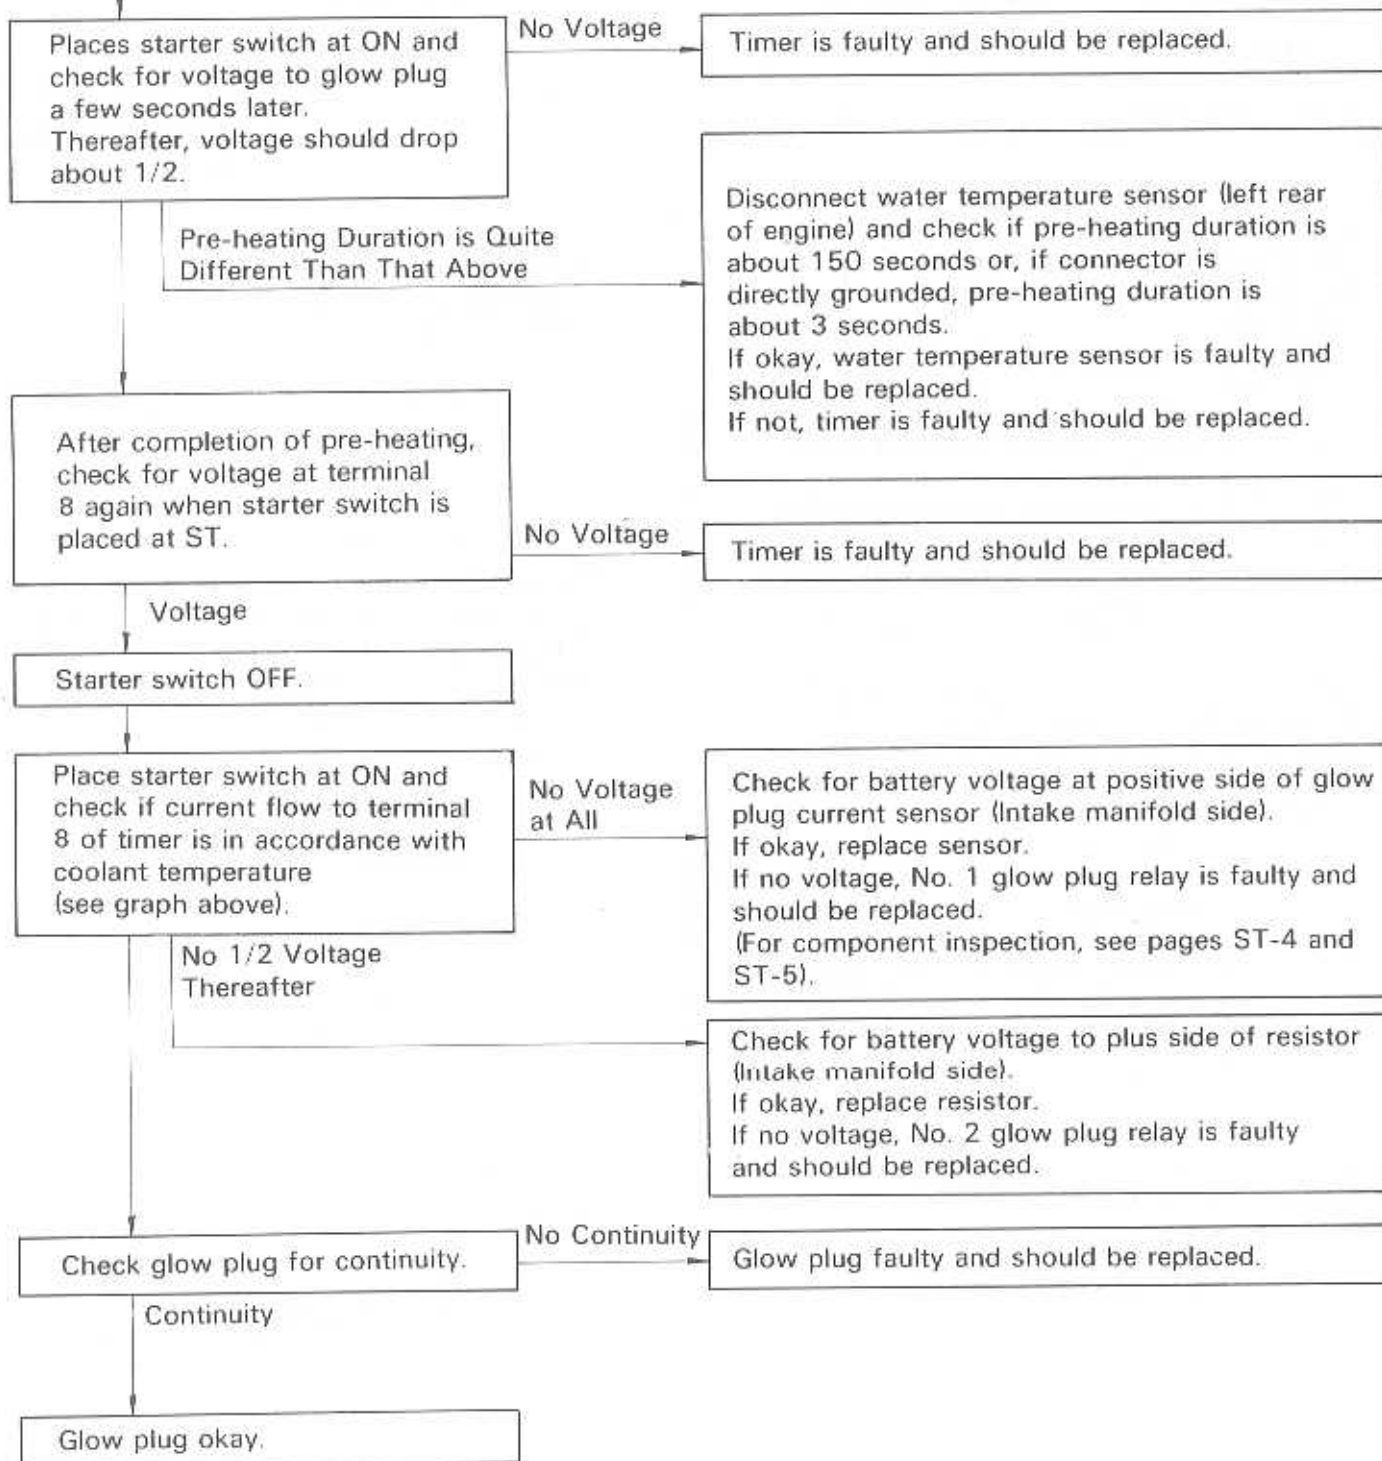 Places starter switch at ON and
check for voltage to glow plug
a few seconds later.
Thereafter, voltage should drop
about 1/2.
No Voltage
Timer is faulty and should be replaced.
Pre-heating Duration is Quite
Different Than That Above
Disconnect water temperature sensor (left rear
of engine) and check if pre-heating duration is
about 150 seconds or, if connector is
directly grounded, pre-heating duration is
about 3 seconds.
If okay, water temperature sensor is faulty and
should be replaced.
If not, timer is faulty and should be replaced.
After completion of pre-heating,
check for voltage at terminal
8 again when starter switch is
placed at ST.
No Voltage
Timer is faulty and should be replaced.
Voltage
Starter switch OFF.
Place starter switch at ON and
check if current flow to terminal
8 of timer is in accordance with
coolant temperature
(see graph above).
No Voltage
at All
Check for battery voltage at positive side of glow
plug current sensor (Intake manifold side).
If okay, replace sensor.
If no voltage, No. 1 glow plug relay is faulty and
should be replaced.
(For component inspection, see pages ST-4 and
ST-5).
No 1/2 Voltage
Thereafter
Check for battery voltage to plus side of resistor
(Intake manifold side).
If okay, replace resistor.
If no voltage, No. 2 glow plug relay is faulty
and should be replaced.
Check glow plug for continuity.
No Continuity
Glow plug faulty and should be replaced.
Continuity
Glow plug okay.